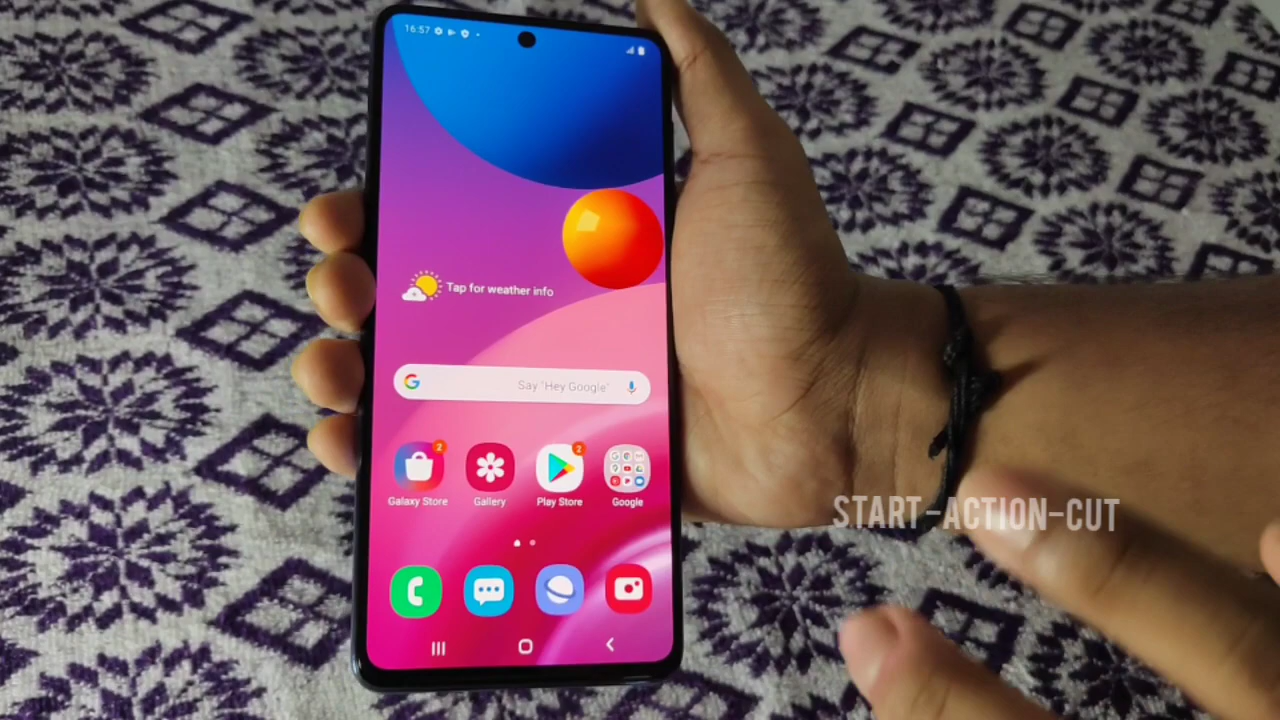 16:57
Tap for weather info
G Say "Hey Google"
2 2
Galaxy Store Gallery Play Store Google
START-ACTION-CUT